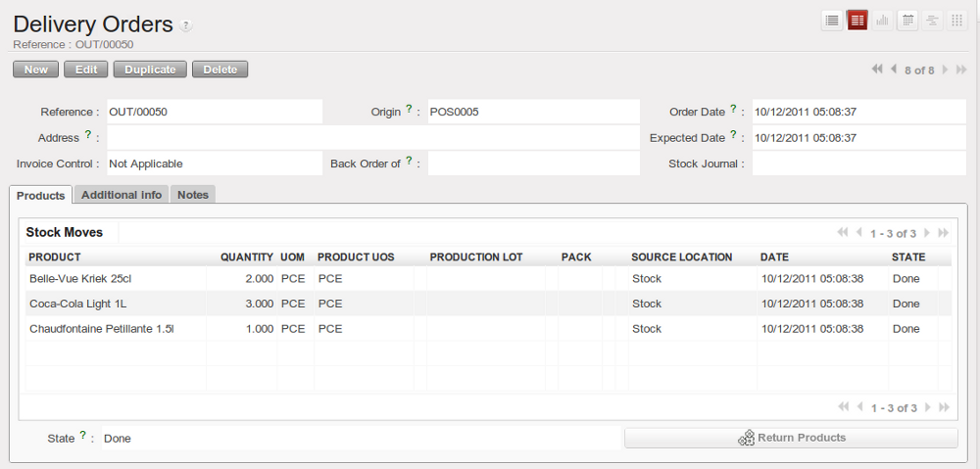 Delivery Orders ?
Reference : OUT/00050
New Edit Duplicate Delete 8 of 8
Reference : OUT/00050 Origin ? : POS0005 Order Date ? : 10/12/2011 05:08:37
Address ? : Expected Date ? : 10/12/2011 05:08:37
Invoice Control : Not Applicable Back Order of ? : Stock Journal :
Products Additional info Notes
Stock Moves 1 - 3 of 3
PRODUCT QUANTITY UOM PRODUCT UOS PRODUCTION LOT PACK SOURCE LOCATION DATE STATE
Belle-Vue Kriek 25cl 2.000 PCE PCE Stock 10/12/2011 05:08:38 Done
Coca-Cola Light 1L 3.000 PCE PCE Stock 10/12/2011 05:08:38 Done
Chaudfontaine Petillante 1.5l 1.000 PCE PCE Stock 10/12/2011 05:08:38 Done
1 - 3 of 3
State ? : Done Return Products